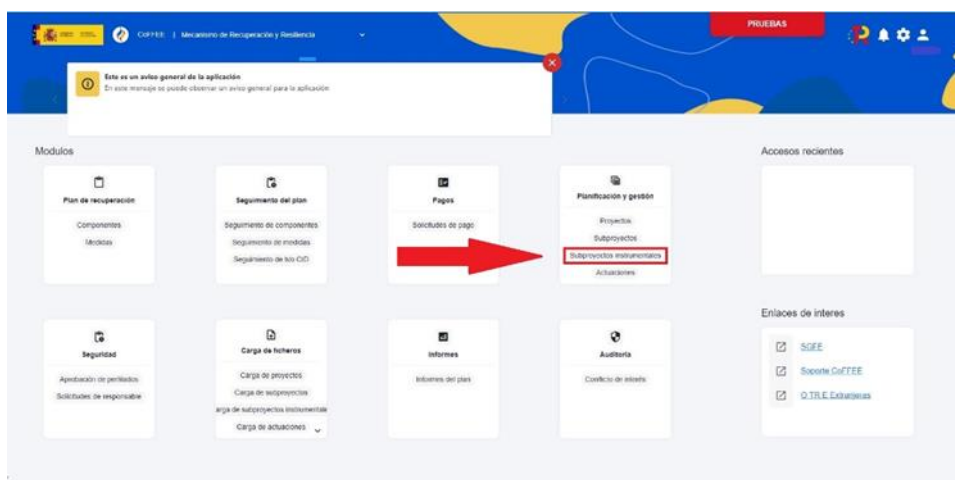 CoFFEE | Mecanismo de Recuperación y Resiliencia
PRUEBAS
Este es un aviso general de la aplicación
En este mensaje se puede observar un aviso general para la aplicación
Modulos
Accesos recientes
Plan de recuperación
Componentes
Medidas
Seguimiento del plan
Seguimiento de componentes
Seguimiento de medidas
Seguimiento de hito CID
Pagos
Solicitudes de pago
Planificación y gestión
Proyectos
Subproyectos
Subproyectos instrumentales
Actuaciones
Enlaces de interes
SGFE
Soporte CoFFEE
O.TR.E Extranjeras
Seguridad
Aprobación de perfilados
Solicitudes de responsable
Carga de ficheros
Carga de proyectos
Carga de subproyectos
arga de subproyectos instrumentale
Carga de actuaciones
Informes
Informes del plan
Auditoria
Conflicto de interés